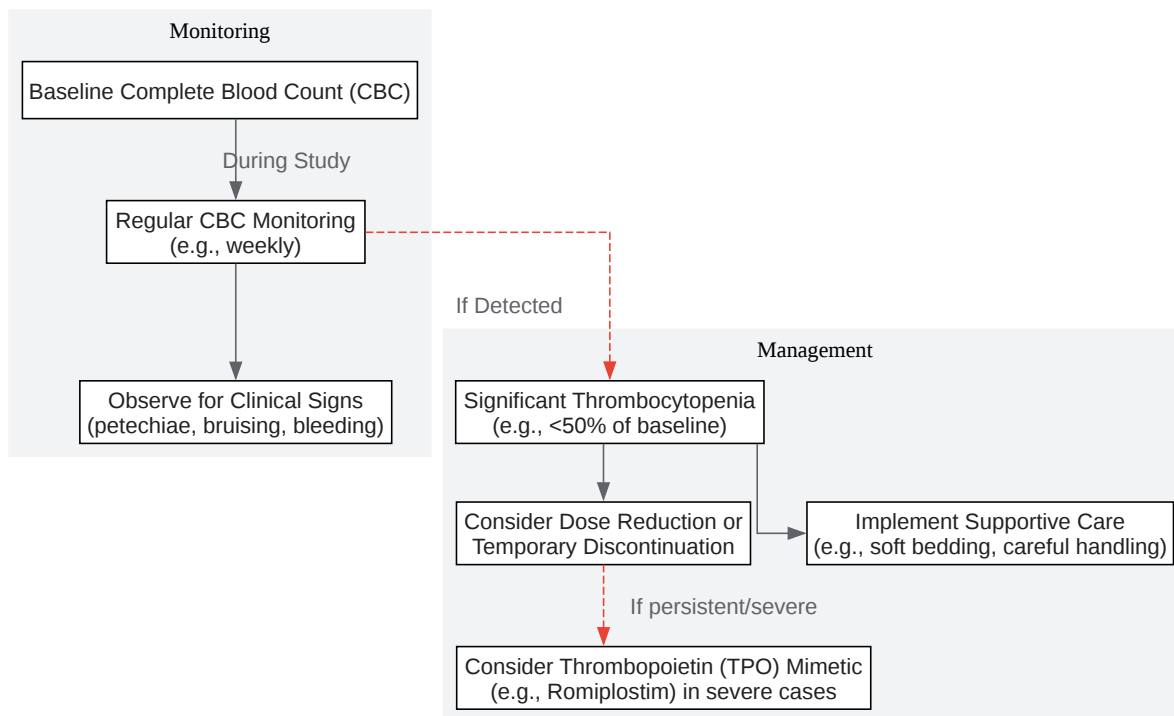 Monitoring
Baseline Complete Blood Count (CBC)
During Study
Regular CBC Monitoring
(e.g., weekly)
If Detected
Observe for Clinical Signs
(petechiae, bruising, bleeding)
Management
Significant Thrombocytopenia
(e.g., <50% of baseline)
Consider Dose Reduction or
Temporary Discontinuation
Implement Supportive Care
(e.g., soft bedding, careful handling)
If persistent/severe
Consider Thrombopoietin (TPO) Mimetic
(e.g., Romiplostim) in severe cases